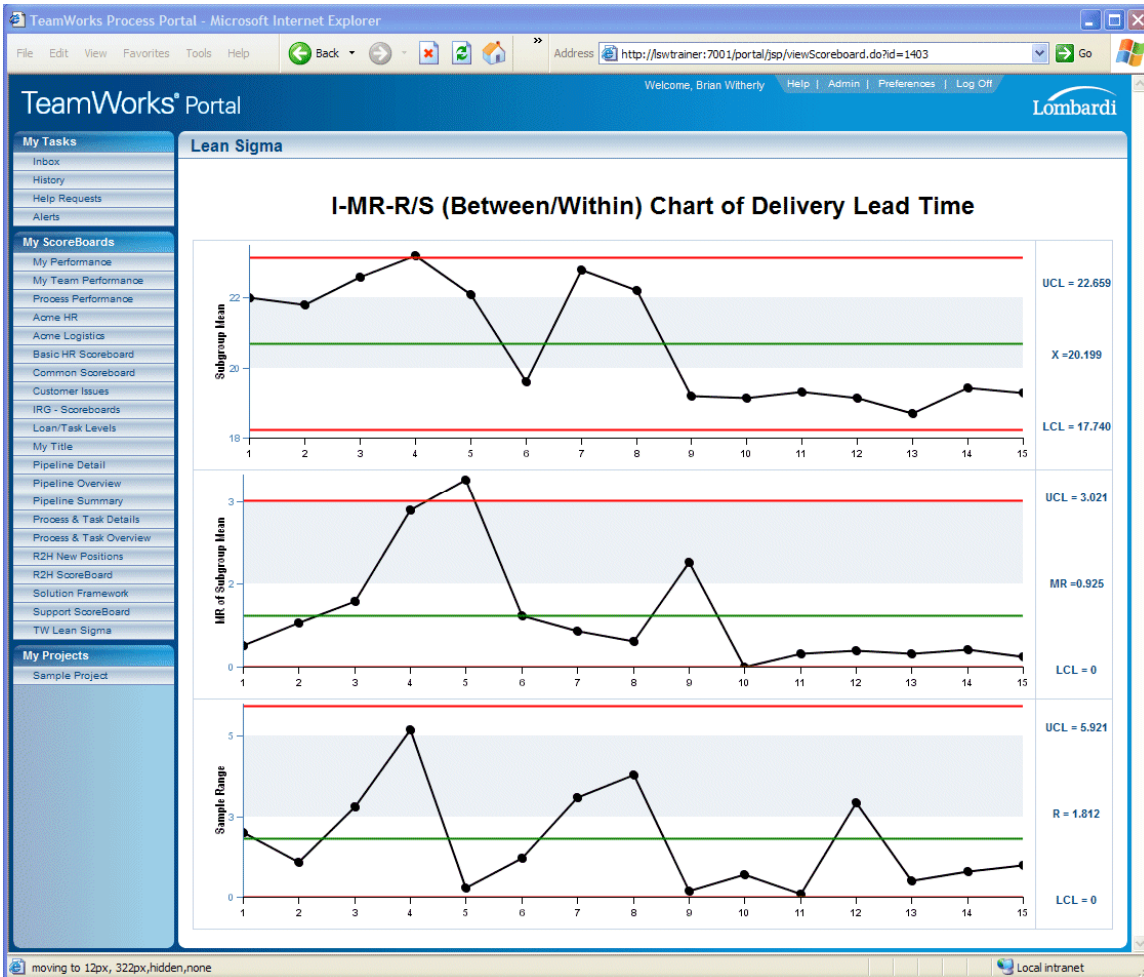 TeamWorks Process Portal - Microsoft Internet Explorer
File Edit View Favorites Tools Help
Back
»
Address http://lswtrainer:7001/portal/jsp/viewScoreboard.do?id=1403
Go
TeamWorks® Portal
Welcome, Brian Witherly
Help | Admin | Preferences | Log Off
Lombardi
My Tasks
Inbox
History
Help Requests
Alerts
My ScoreBoards
My Performance
My Team Performance
Process Performance
Acme HR
Acme Logistics
Basic HR Scoreboard
Common Scoreboard
Customer Issues
IRG - Scoreboards
Loan/Task Levels
My Title
Pipeline Detail
Pipeline Overview
Pipeline Summary
Process & Task Details
Process & Task Overview
R2H New Positions
R2H ScoreBoard
Solution Framework
Support ScoreBoard
TW Lean Sigma
My Projects
Sample Project
Lean Sigma
I-MR-R/S (Between/Within) Chart of Delivery Lead Time
Subgroup Mean
22
20
18
1 2 3 4 5 6 7 8 9 10 11 12 13 14 15
UCL = 22.659
X =20.199
LCL = 17.740
MR of Subgroup Mean
3
2
0
1 2 3 4 5 6 7 8 9 10 11 12 13 14 15
UCL = 3.021
MR =0.925
LCL = 0
Sample Range
5
3
0
1 2 3 4 5 6 7 8 9 10 11 12 13 14 15
UCL = 5.921
R = 1.812
LCL = 0
moving to 12px, 322px,hidden,none
Local intranet